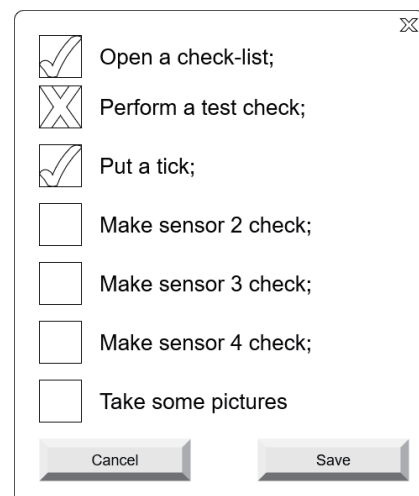 Open a check-list;
Perform a test check;
Put a tick;
Make sensor 2 check;
Make sensor 3 check;
Make sensor 4 check;
Take some pictures
Cancel Save